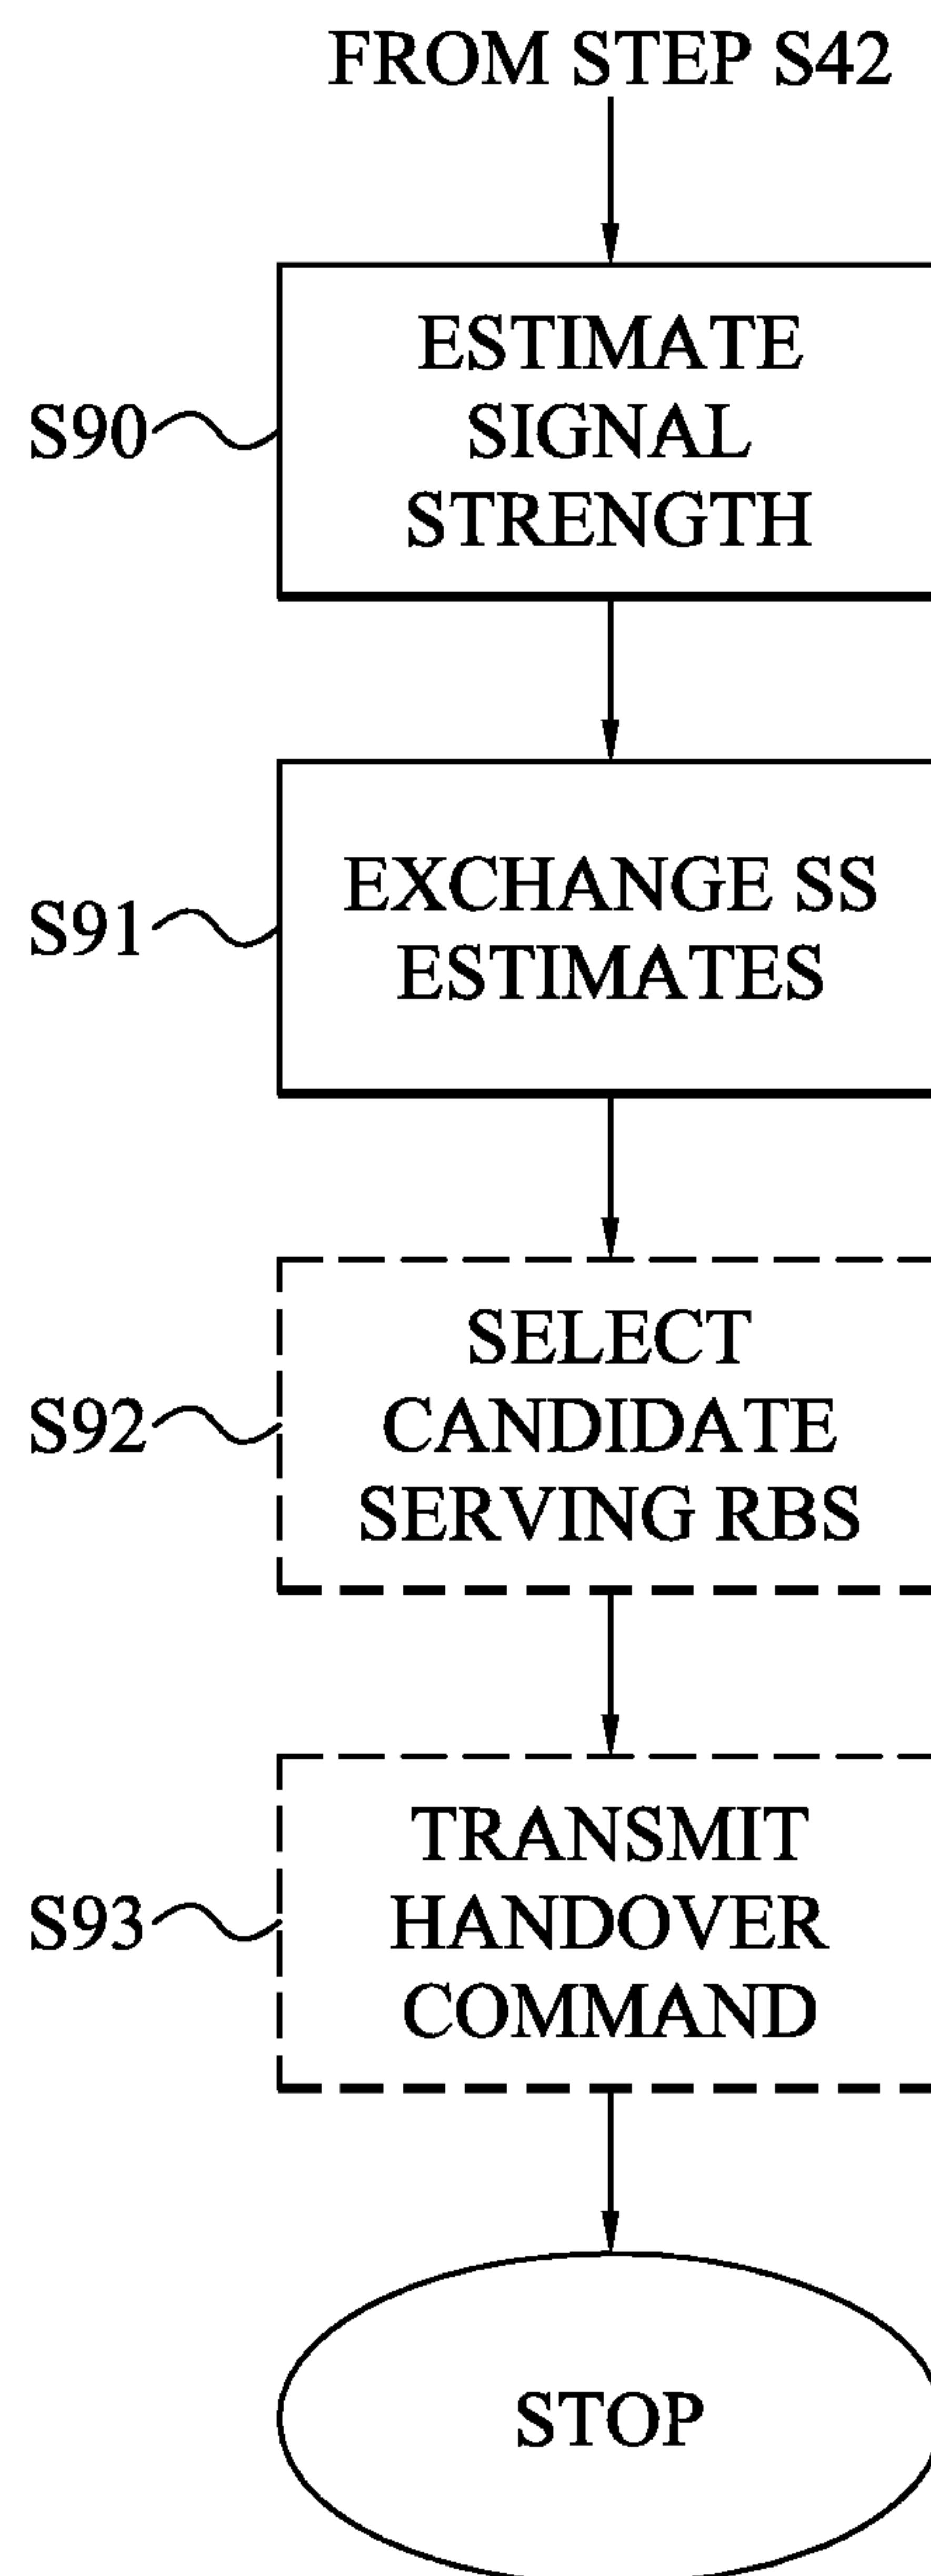 FROM STEP S42
ESTIMATE
SIGNAL
STRENGTH
S90
EXCHANGE SS
ESTIMATES
S91
SELECT
CANDIDATE
SERVING RBS
S92
TRANSMIT
HANDOVER
COMMAND
S93
STOP